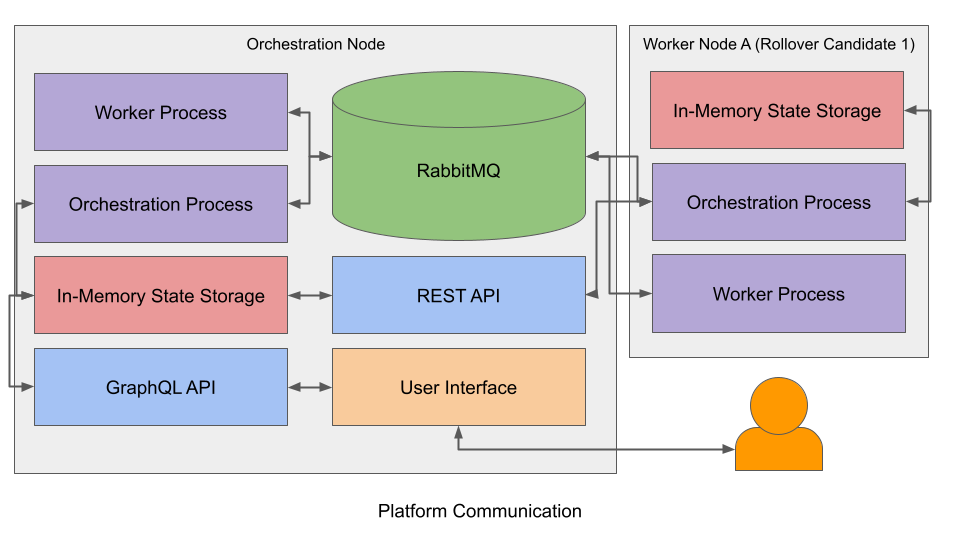 Orchestration Node
Worker Process
RabbitMQ
Orchestration Process
In-Memory State Storage
REST API
GraphQL API
User Interface
Worker Node A (Rollover Candidate 1)
In-Memory State Storage
Orchestration Process
Worker Process
Platform Communication